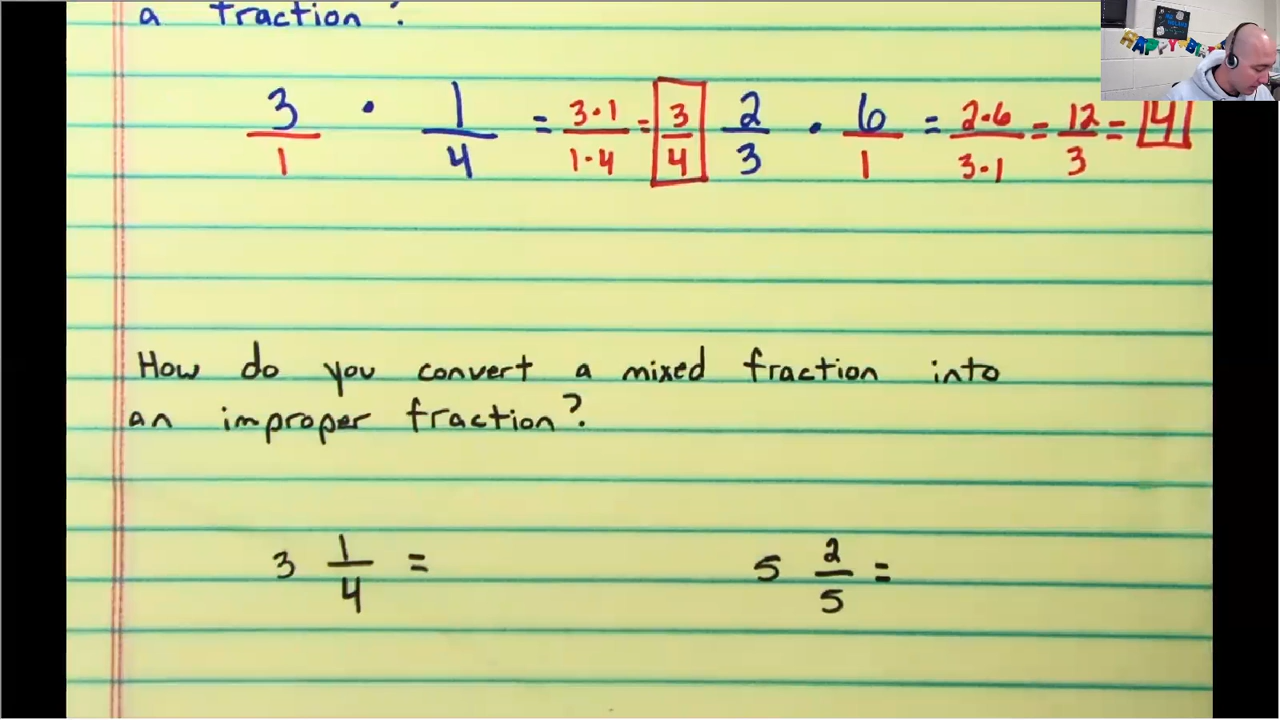 a fraction?
3/1 · 1/4 = 3·1/1·4 = 3/4 2/3 · 6/1 = 2·6/3·1 = 12/3 = 4
How do you convert a mixed fraction into
an improper fraction?
3 1/4 = 5 2/5 =
HAPPY